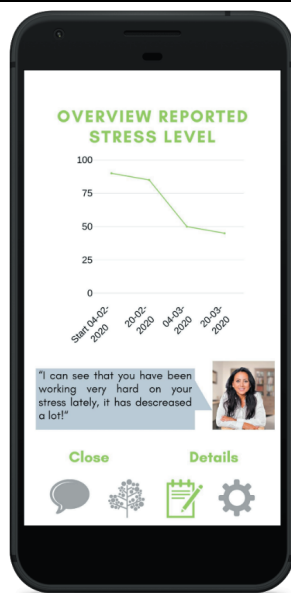 OVERVIEW REPORTED
STRESS LEVEL
100
75
50
25
0
Start 04-02-
2020
20-02-
2020
04-03-
2020
20-03-
2020
"I can see that you have been
working very hard on your
stress lately, it has descreased
a lot!"
Close Details